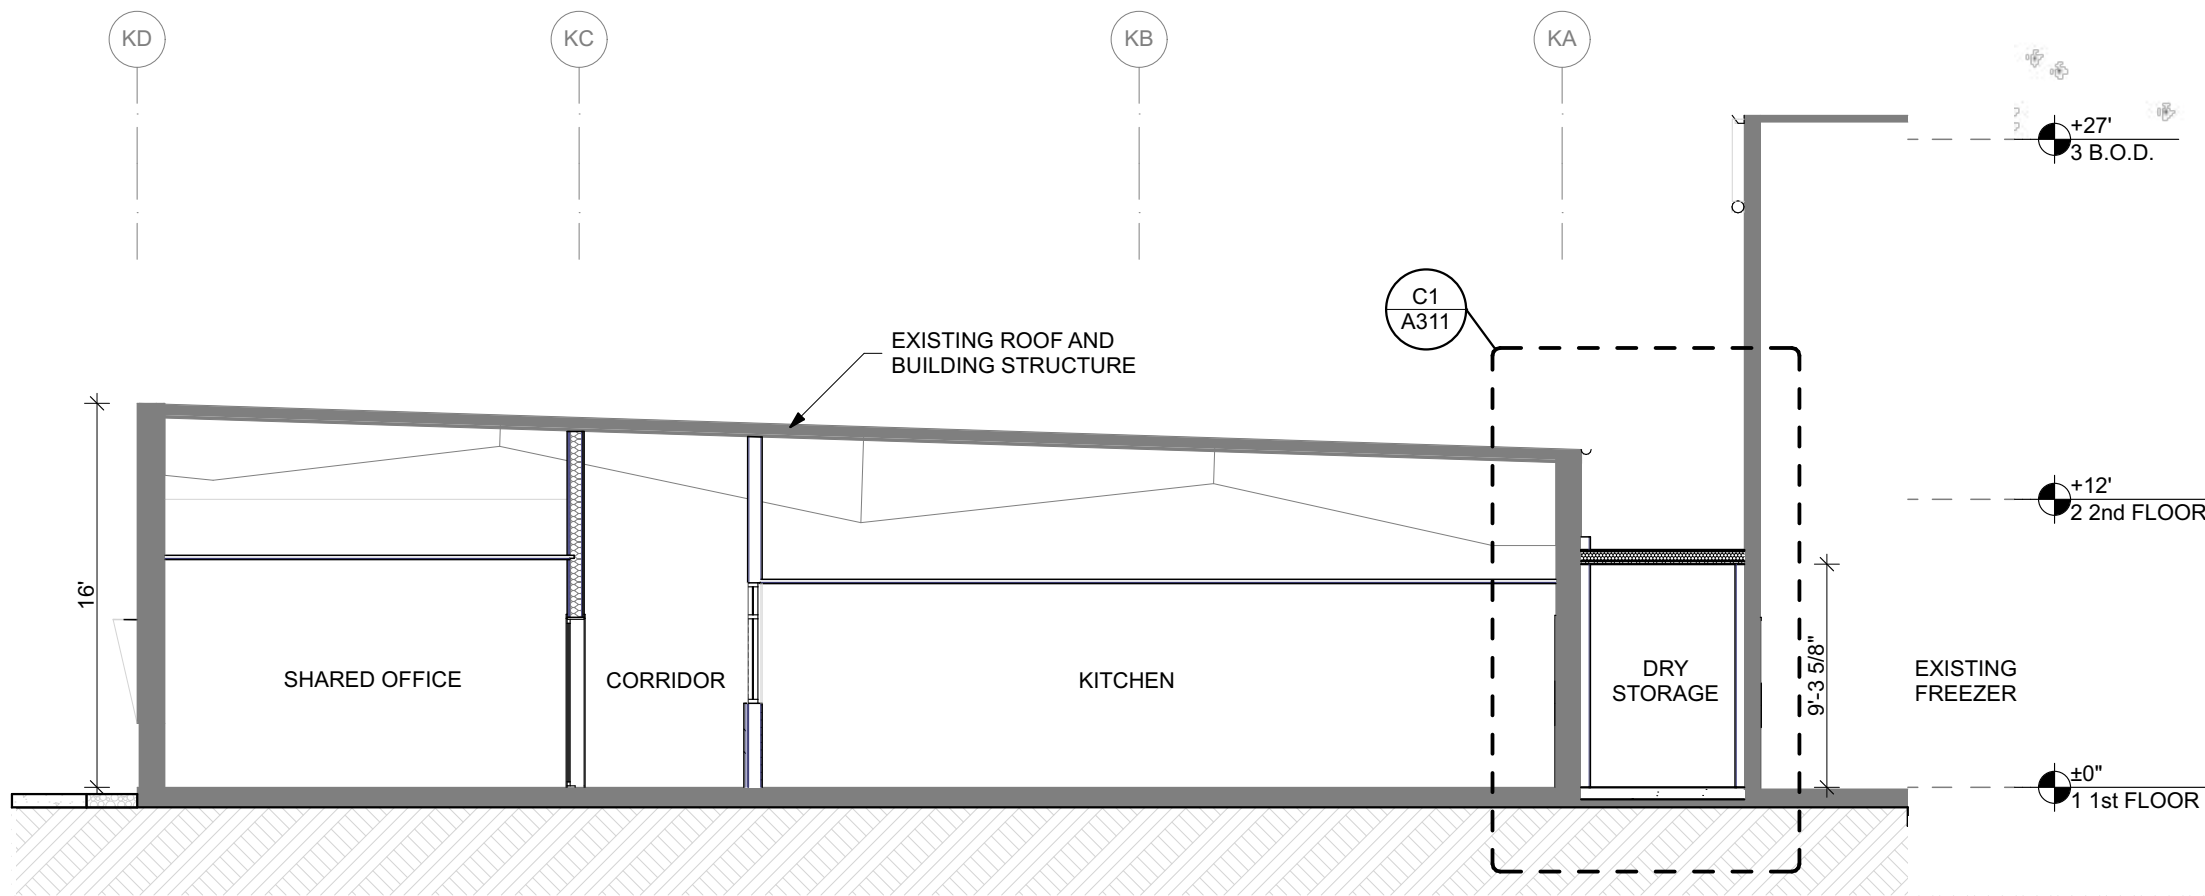 KD
KC
KB
KA
+27'
3 B.O.D.
C1
A311
EXISTING ROOF AND
BUILDING STRUCTURE
+12'
2 2nd FLOOR
16'
SHARED OFFICE
CORRIDOR
KITCHEN
DRY
STORAGE
9'-3 5/8"
EXISTING
FREEZER
±0"
1 1st FLOOR